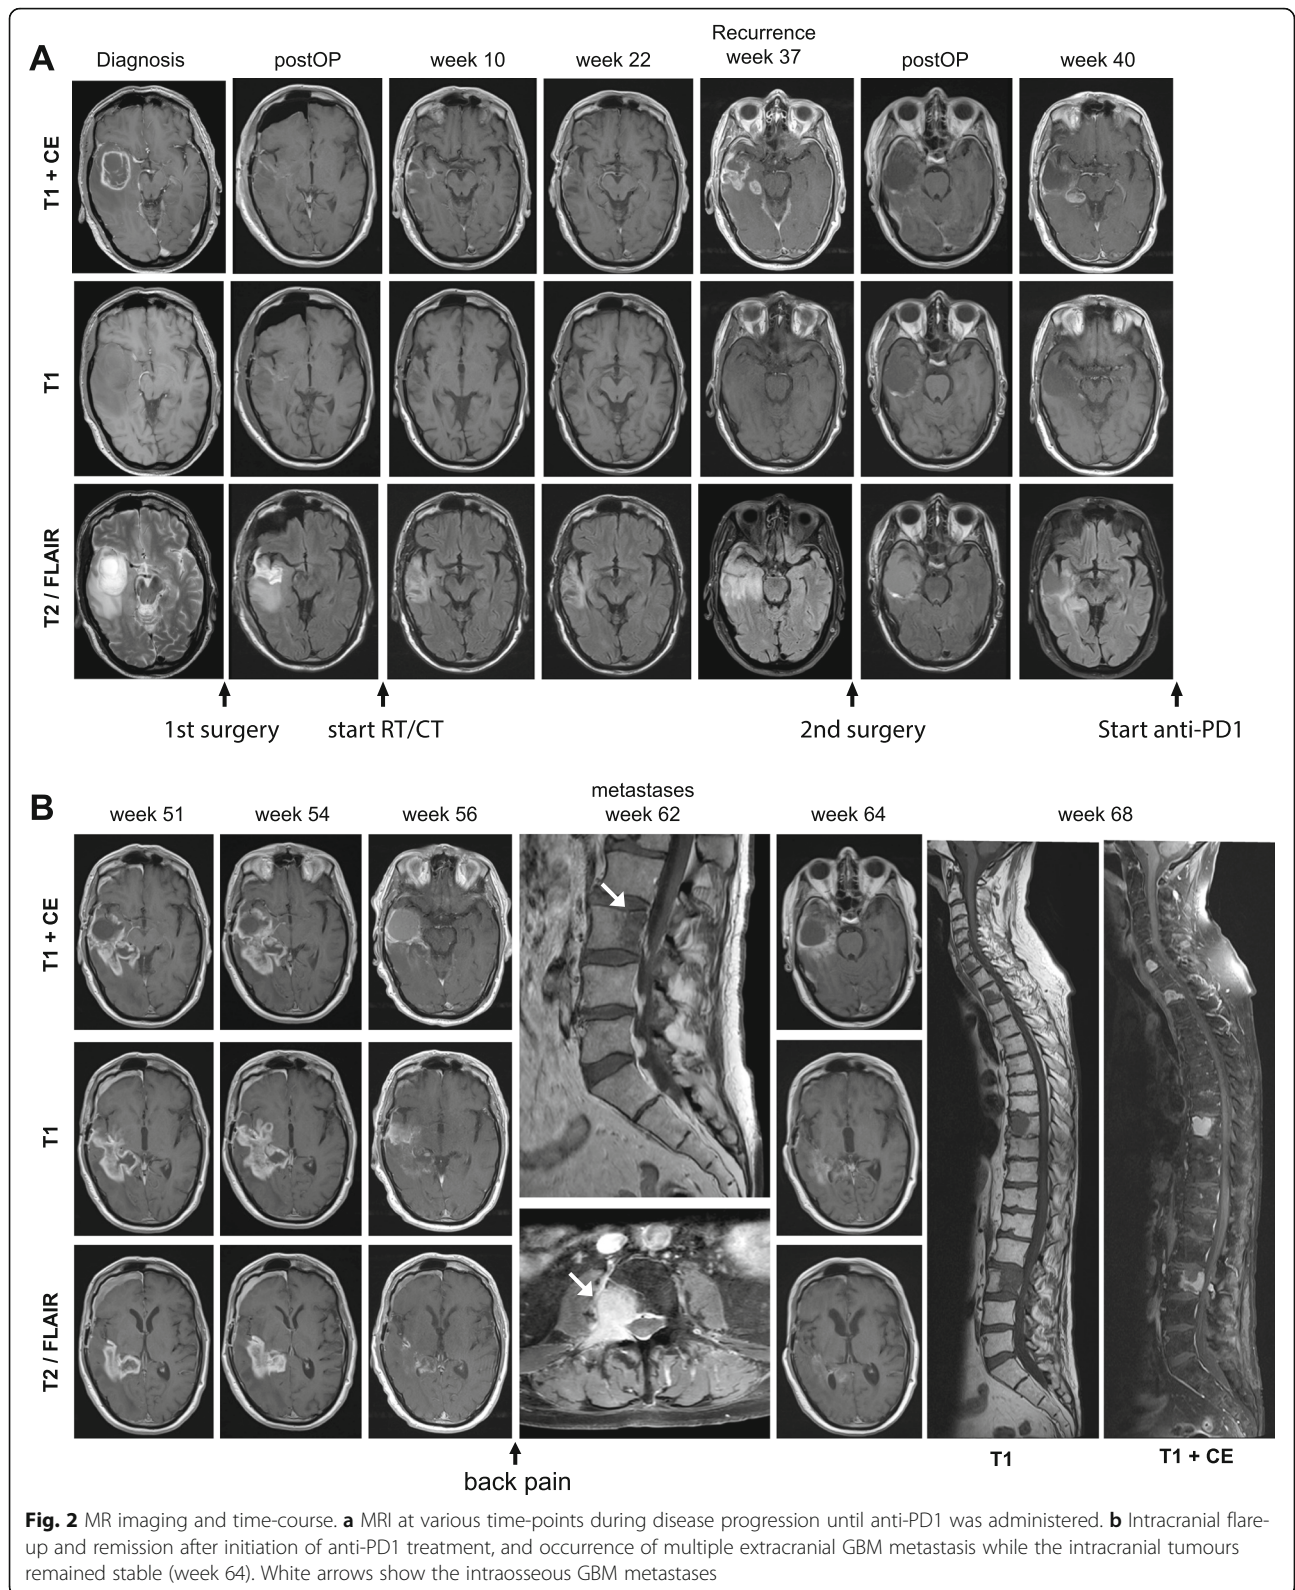 A
Diagnosis
postOP
week 10
week 22
Recurrence
week 37
postOP
week 40
T1 + CE
T1
T2 / FLAIR
1st surgery
start RT/CT
2nd surgery
Start anti-PD1
B
week 51
week 54
week 56
metastases
week 62
week 64
week 68
T1 + CE
T1
T2 / FLAIR
T1
T1 + CE
back pain
Fig. 2 MR imaging and time-course. a MRI at various time-points during disease progression until anti-PD1 was administered. b Intracranial flare-
up and remission after initiation of anti-PD1 treatment, and occurrence of multiple extracranial GBM metastasis while the intracranial tumours
remained stable (week 64). White arrows show the intraosseous GBM metastases